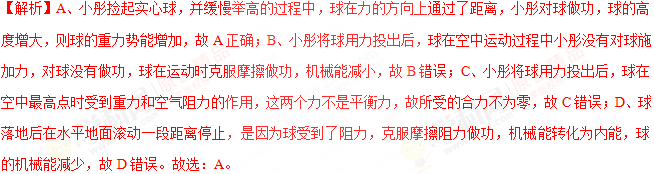 【解析】A、小彤捡起实心球，并缓慢举高的过程中，球在力的方向上通过了距离，小彤对球做功，球的高
度增大，则球的重力势能增加，故 A 正确；B、小彤将球用力投出后，球在空中运动过程中小彤没有对球施
加力，对球没有做功，球在运动时克服摩擦做功，机械能减小，故 B 错误；C、小彤将球用力投出后，球在
空中最高点时受到重力和空气阻力的作用，这两个力不是平衡力，故所受的合力不为零，故 C 错误；D、球
落地后在水平地面滚动一段距离停止，是因为球受到了阻力，克服摩擦阻力做功，机械能转化为内能，球
的机械能减少，故 D 错误。故选：A。